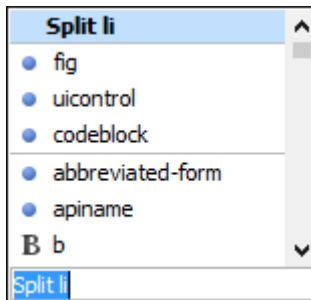 Split li
fig
uicontrol
codeblock
abbreviated-form
apiname
B b
Split li